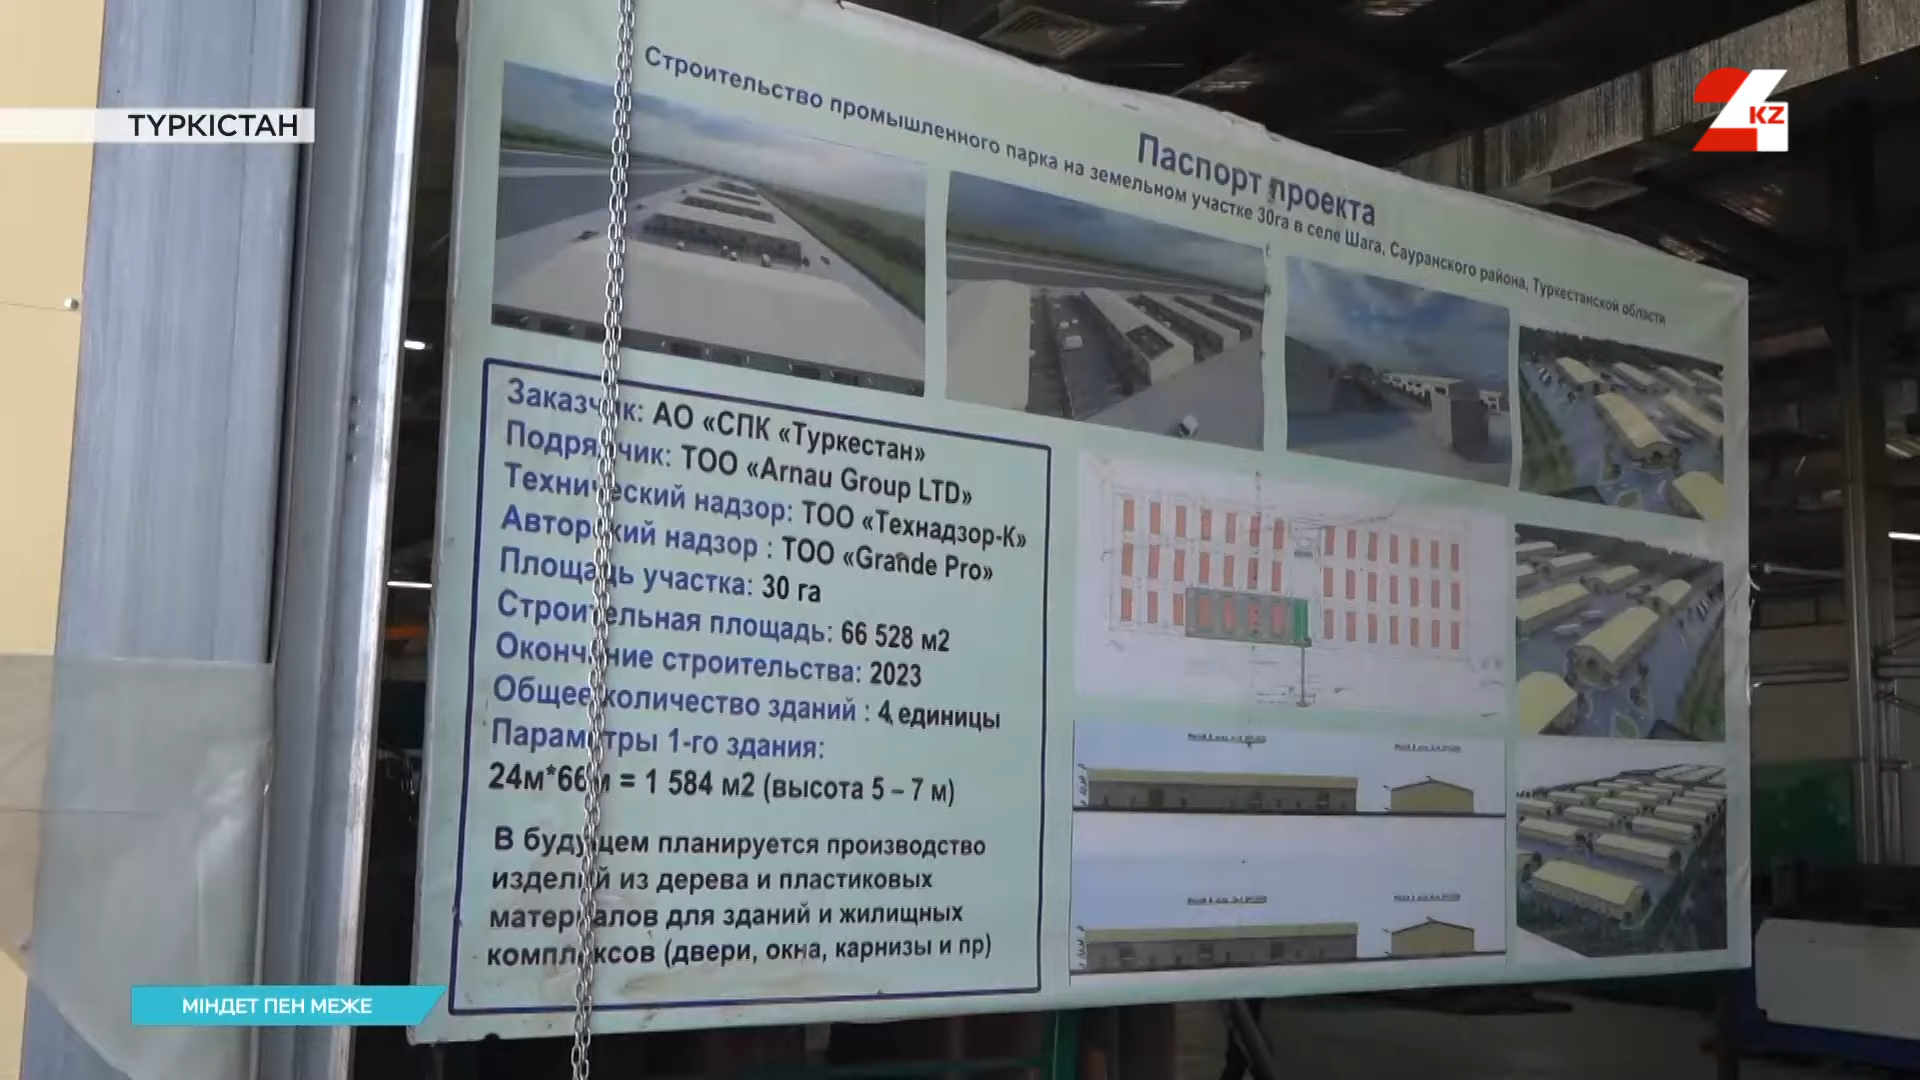 ТҮРКІСТАН
24 KZ
Паспорт проекта
Строительство промышленного парка на земельном участке 30га в селе Шага, Сауранского района, Туркестанской области
Заказчик: АО «СПК «Туркестан»
Подрядчик: ТОО «Arnau Group LTD»
Технический надзор: ТОО «Технадзор-К»
Авторский надзор : ТОО «Grande Pro»
Площадь участка: 30 га
Строительная площадь: 66 528 м2
Окончание строительства: 2023
Общее количество зданий : 4 единицы
Параметры 1-го здания:
24м*66м = 1 584 м2 (высота 5 – 7 м)
В будущем планируется производство
изделий из дерева и пластиковых
материалов для зданий и жилищных
комплексов (двери, окна, карнизы и пр)
МІНДЕТ ПЕН МЕЖЕ